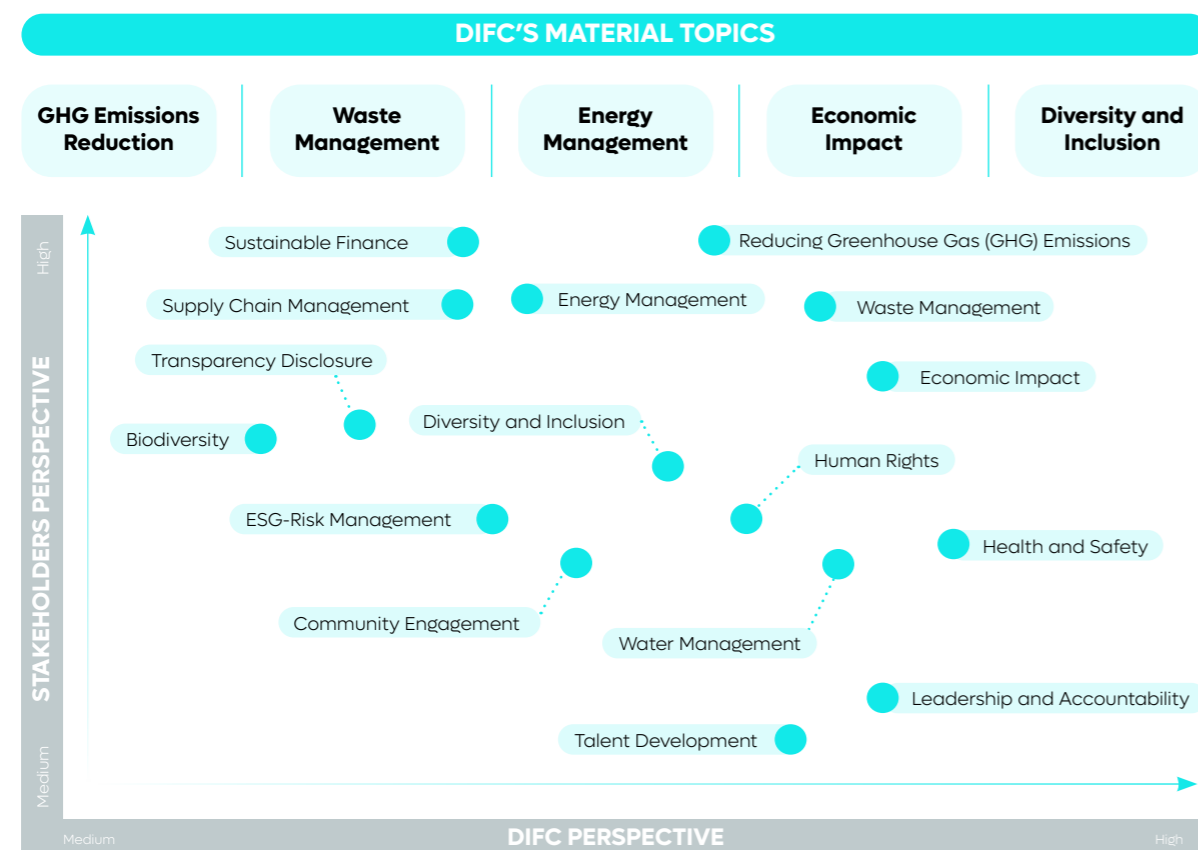 DIFC'S MATERIAL TOPICS
GHG Emissions
Reduction
Waste
Management
Energy
Management
Economic
Impact
Diversity and
Inclusion
High
STAKEHOLDERS PERSPECTIVE
Medium
Sustainable Finance
Reducing Greenhouse Gas (GHG) Emissions
Supply Chain Management
Energy Management
Waste Management
Transparency Disclosure
Economic Impact
Biodiversity
Diversity and Inclusion
Human Rights
ESG-Risk Management
Health and Safety
Community Engagement
Water Management
Leadership and Accountability
Talent Development
Medium
DIFC PERSPECTIVE
High